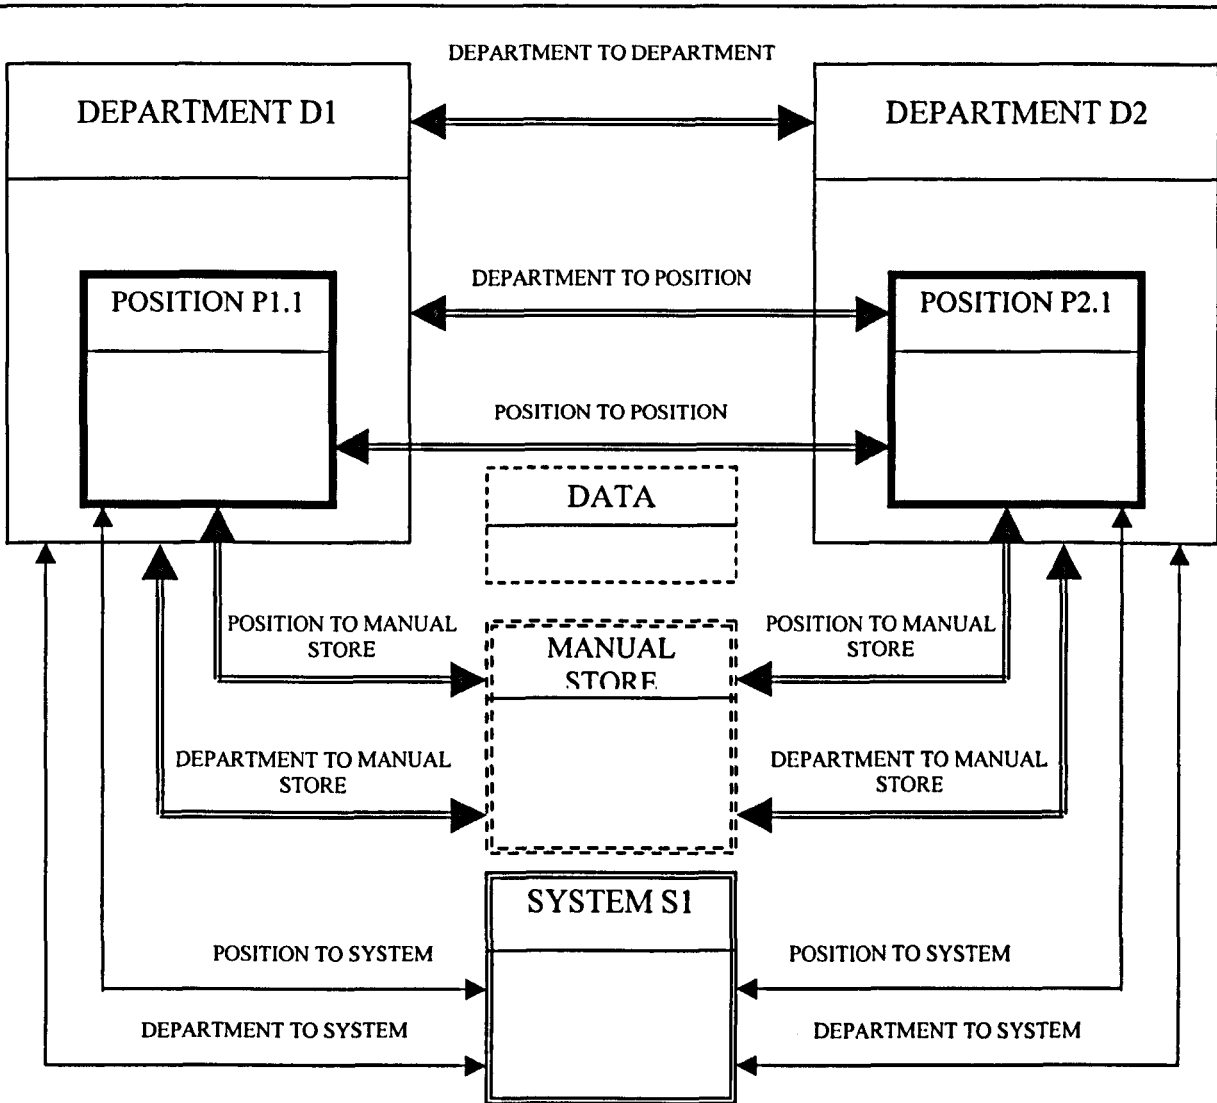 DEPARTMENT TO DEPARTMENT
DEPARTMENT D1
DEPARTMENT D2
DEPARTMENT TO POSITION
POSITION P1.1
POSITION P2.1
POSITION TO POSITION
DATA
POSITION TO MANUAL
STORE
MANUAL
STORE
POSITION TO MANUAL
STORE
DEPARTMENT TO MANUAL
STORE
DEPARTMENT TO MANUAL
STORE
SYSTEM S1
POSITION TO SYSTEM
POSITION TO SYSTEM
DEPARTMENT TO SYSTEM
DEPARTMENT TO SYSTEM